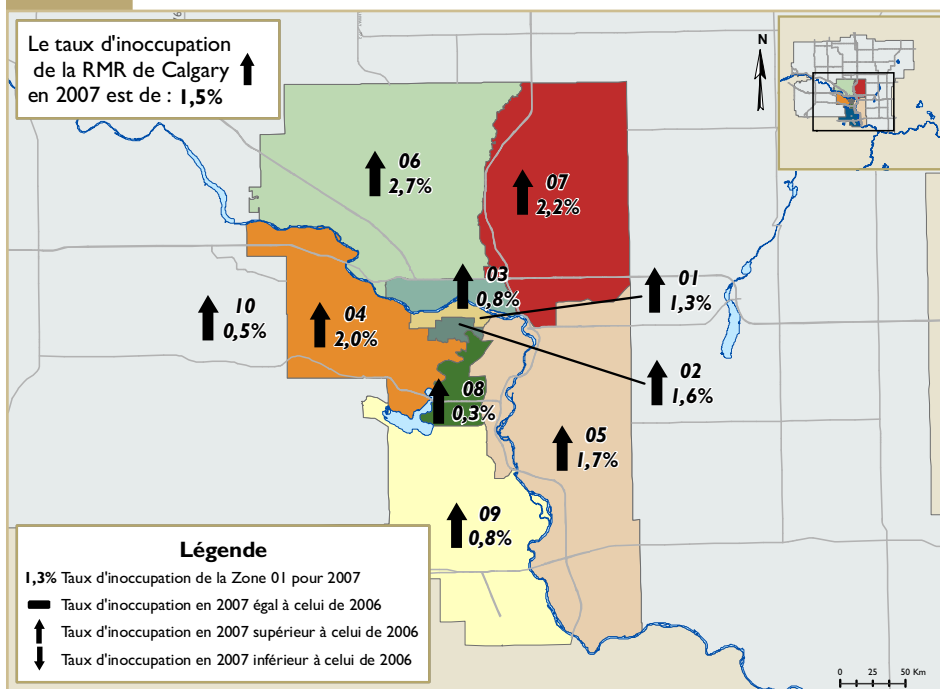 Le taux d'inoccupation
de la RMR de Calgary
en 2007 est de : 1,5%
N
06
2,7%
07
2,2%
03
0,8%
01
1,3%
10
0,5%
04
2,0%
02
1,6%
08
0,3%
05
1,7%
09
0,8%
Légende
1,3% Taux d'inoccupation de la Zone 01 pour 2007
Taux d'inoccupation en 2007 égal à celui de 2006
Taux d'inoccupation en 2007 supérieur à celui de 2006
Taux d'inoccupation en 2007 inférieur à celui de 2006
0 25 50 Km